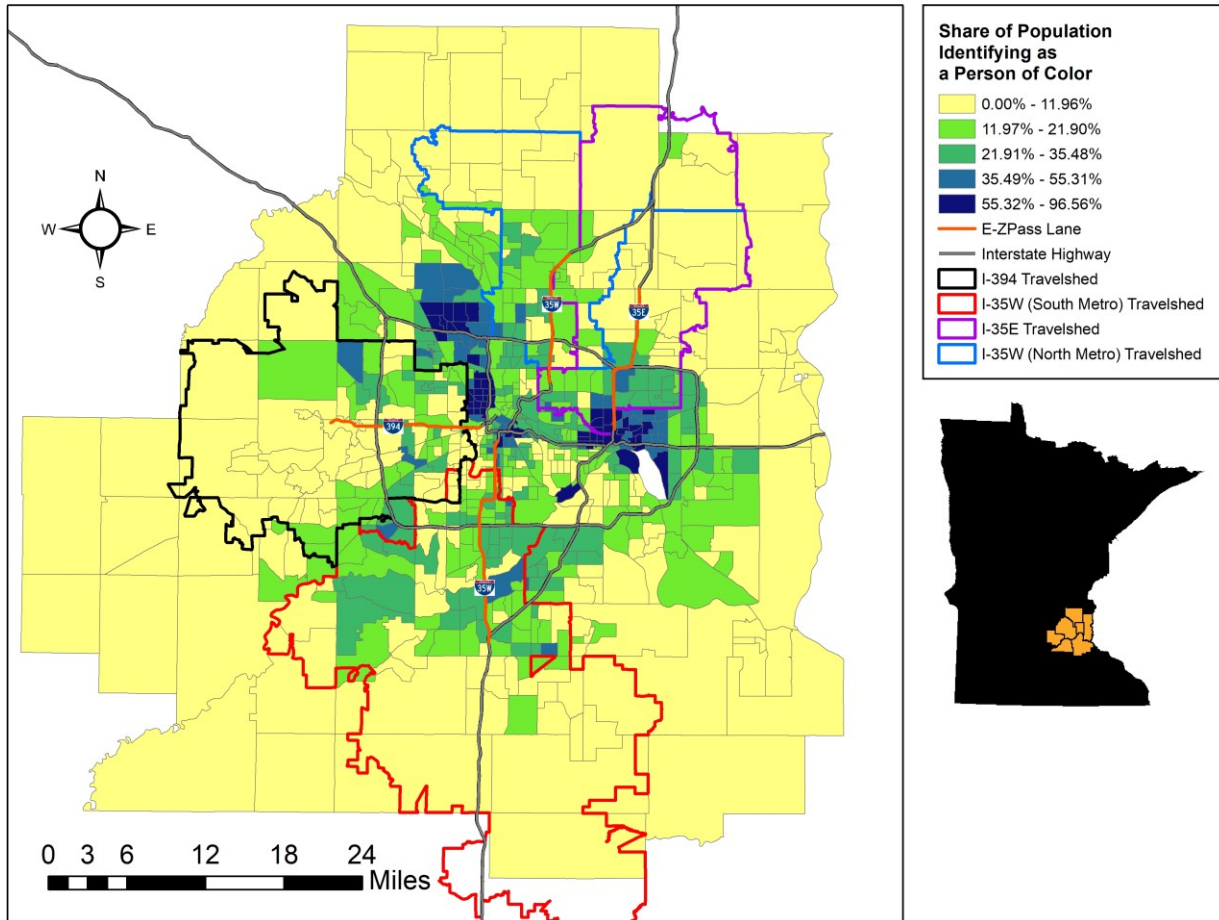 N
W
E
S
35W
35E
394
35W
0 3 6 12 18 24
Miles
Share of Population
Identifying as
a Person of Color
0.00% - 11.96%
11.97% - 21.90%
21.91% - 35.48%
35.49% - 55.31%
55.32% - 96.56%
E-ZPass Lane
Interstate Highway
I-394 Travelshed
I-35W (South Metro) Travelshed
I-35E Travelshed
I-35W (North Metro) Travelshed